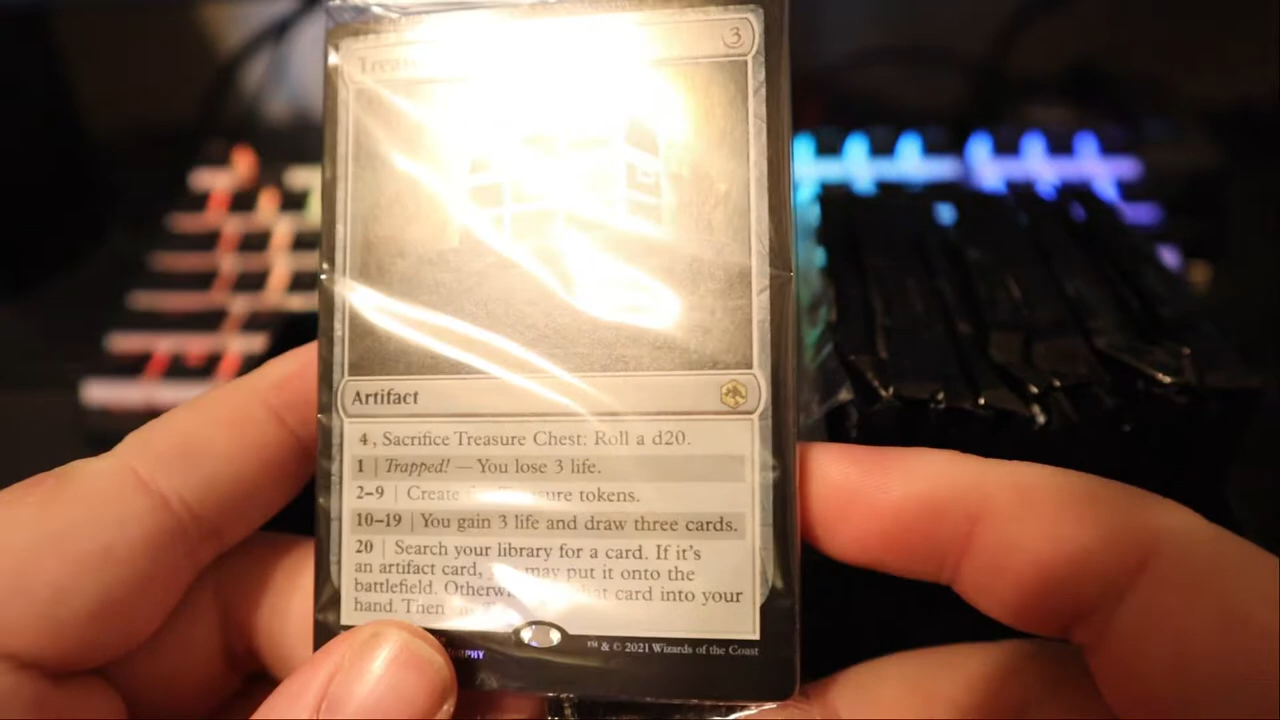 3
Artifact
4, Sacrifice Treasure Chest: Roll a d20.
1 | Trapped! — You lose 3 life.
2–9 | Create Treasure tokens.
10–19 | You gain 3 life and draw three cards.
20 | Search your library for a card. If it's
an artifact card, may put it onto the
battlefield. Otherwise, that card into your
hand. Then
™ & © 2021 Wizards of the Coast